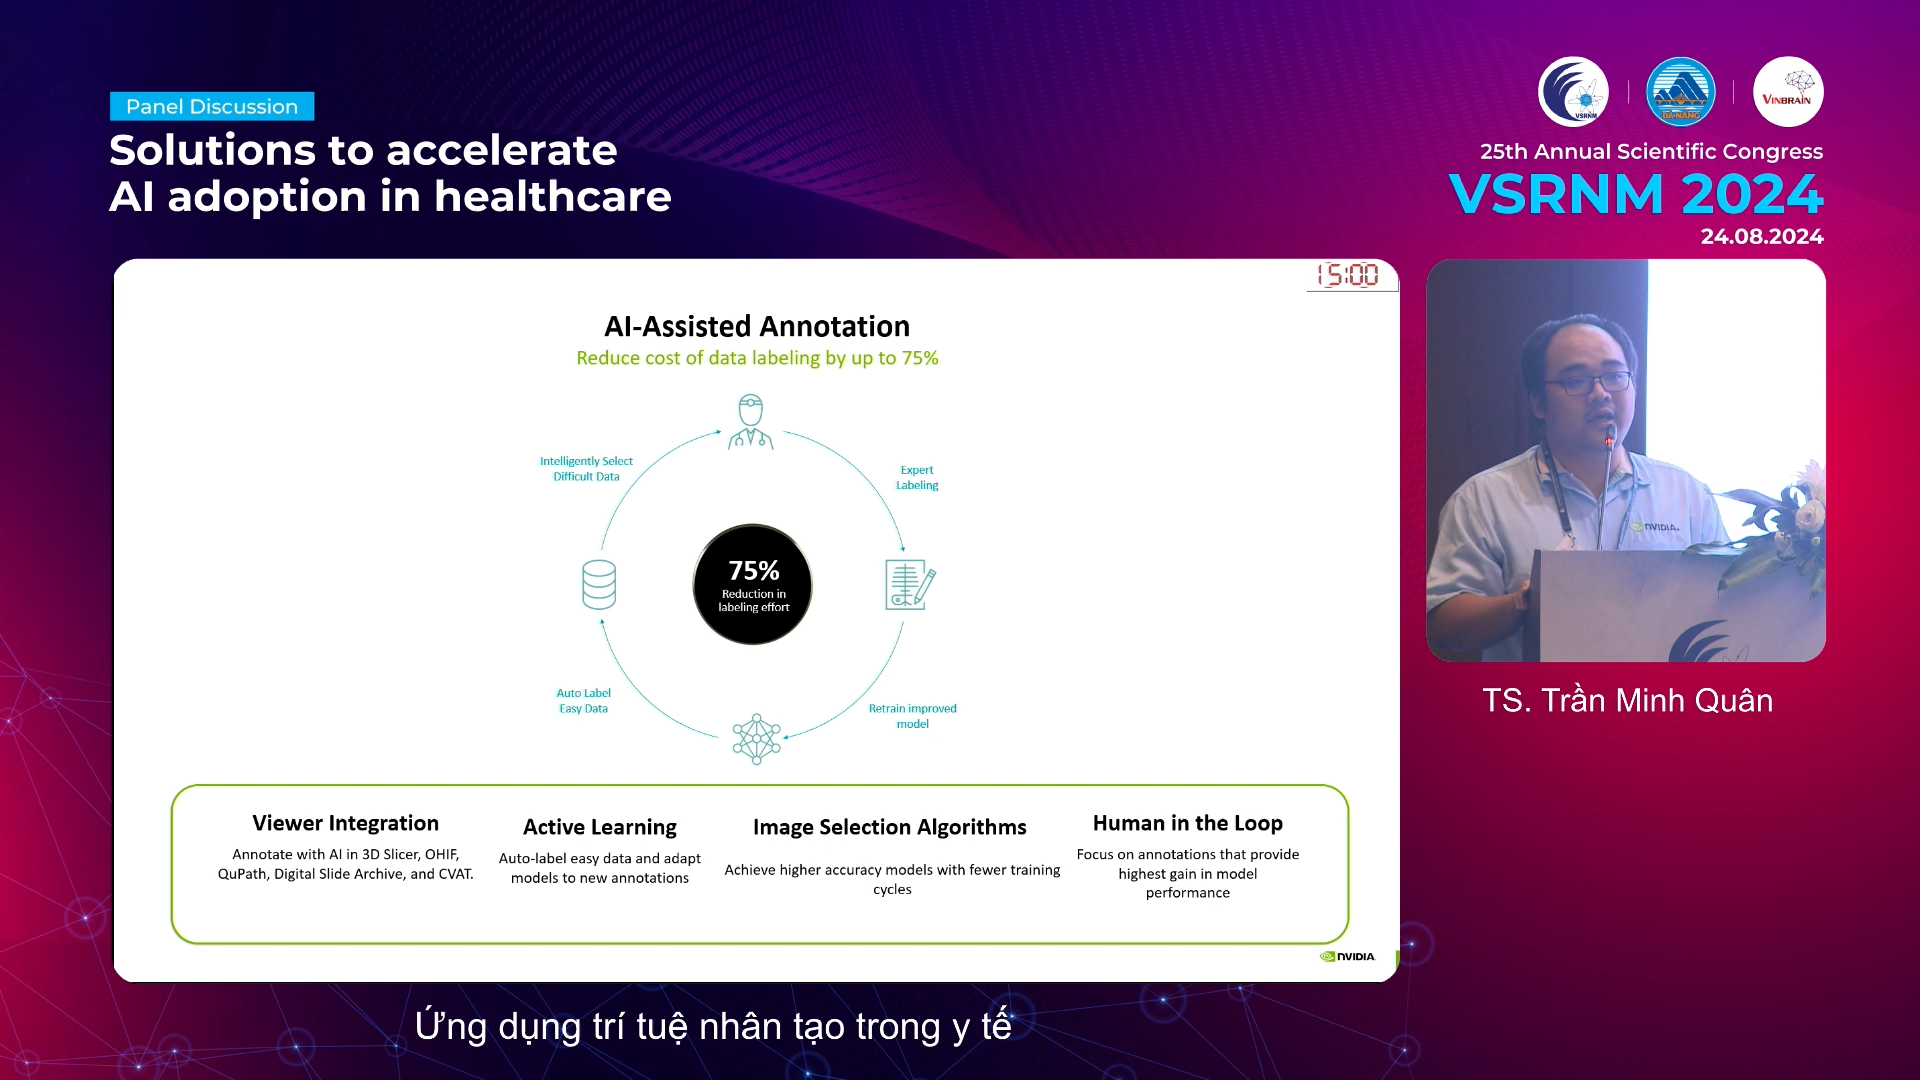 Panel Discussion
Solutions to accelerate
AI adoption in healthcare
VSRNM
DA NANG
VINBRAIN
25th Annual Scientific Congress
VSRNM 2024
24.08.2024
15:00
AI-Assisted Annotation
Reduce cost of data labeling by up to 75%
Intelligently Select
Difficult Data
Expert
Labeling
75%
Reduction in
labeling effort
Auto Label
Easy Data
Retrain improved
model
Viewer Integration
Annotate with AI in 3D Slicer, OHIF,
QuPath, Digital Slide Archive, and CVAT.
Active Learning
Auto-label easy data and adapt
models to new annotations
Image Selection Algorithms
Achieve higher accuracy models with fewer training
cycles
Human in the Loop
Focus on annotations that provide
highest gain in model
performance
NVIDIA.
NVIDIA.
TS. Trần Minh Quân
Ứng dụng trí tuệ nhân tạo trong y tế